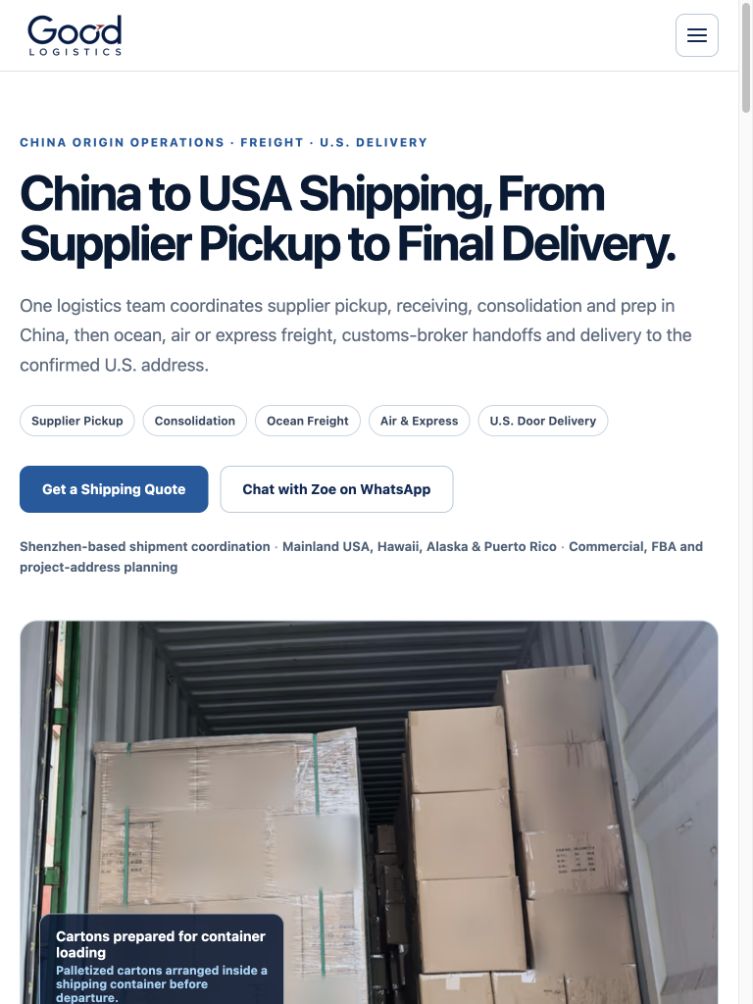 Good
LOGISTICS
CHINA ORIGIN OPERATIONS · FREIGHT · U.S. DELIVERY
China to USA Shipping, From
Supplier Pickup to Final Delivery.
One logistics team coordinates supplier pickup, receiving, consolidation and prep in
China, then ocean, air or express freight, customs-broker handoffs and delivery to the
confirmed U.S. address.
Supplier Pickup Consolidation Ocean Freight Air & Express U.S. Door Delivery
Get a Shipping Quote Chat with Zoe on WhatsApp
Shenzhen-based shipment coordination · Mainland USA, Hawaii, Alaska & Puerto Rico · Commercial, FBA and
project-address planning
Cartons prepared for container
loading
Palletized cartons arranged inside a
shipping container before
departure.